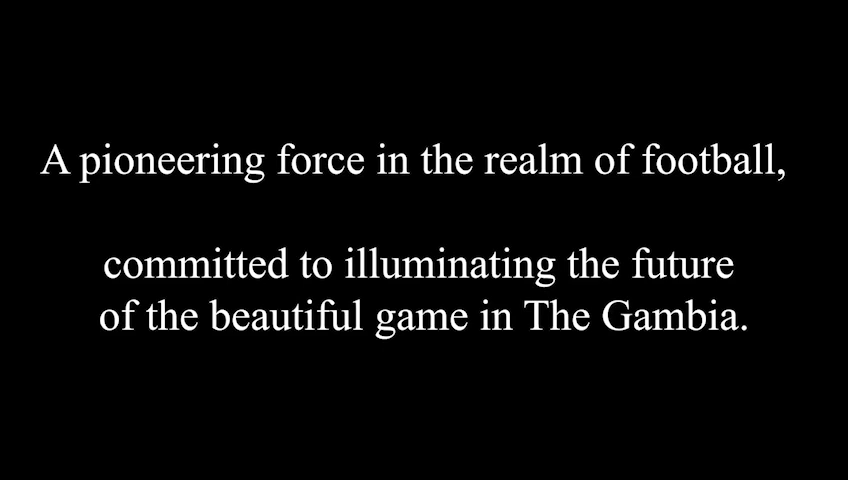 A pioneering force in the realm of football,
committed to illuminating the future
of the beautiful game in The Gambia.